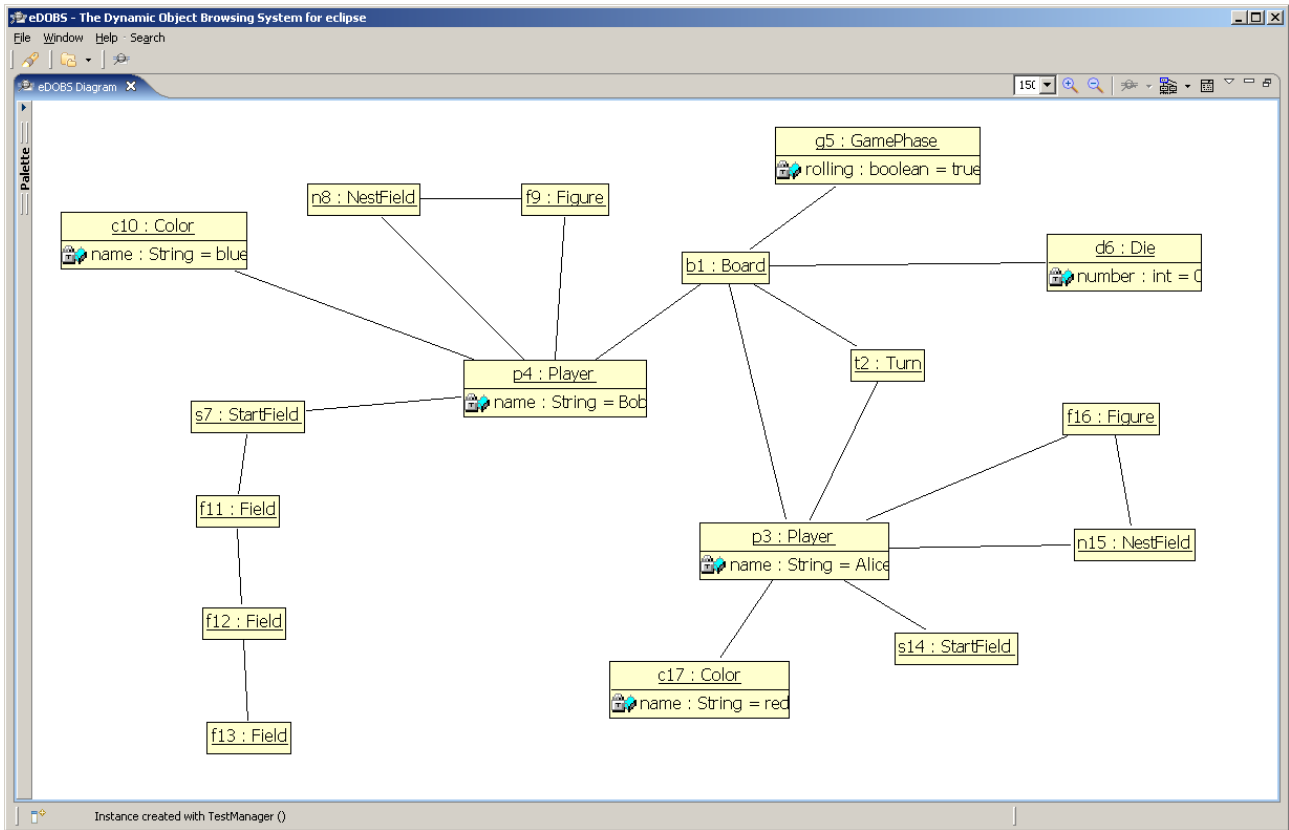 eDOBS - The Dynamic Object Browsing System for eclipse
File Window Help Search
eDOBS Diagram
150
Palette
g5 : GamePhase
rolling : boolean = true
n8 : NestField
f9 : Figure
c10 : Color
name : String = blue
b1 : Board
d6 : Die
number : int = 0
t2 : Turn
p4 : Player
name : String = Bob
s7 : StartField
f16 : Figure
f11 : Field
p3 : Player
name : String = Alice
n15 : NestField
f12 : Field
s14 : StartField
c17 : Color
name : String = red
f13 : Field
Instance created with TestManager ()